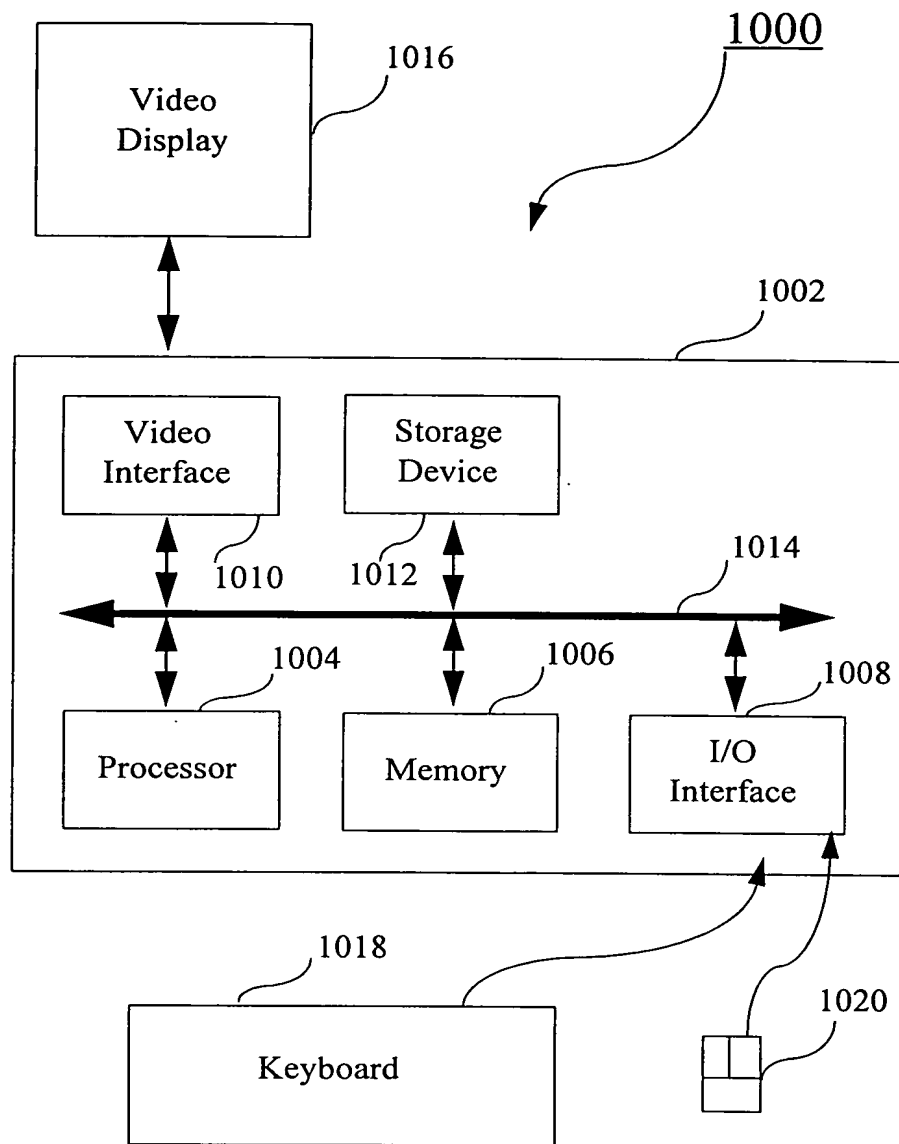 1000
1016
Video
Display
1002
Video
Interface
Storage
Device
1010
1012
1014
1004
1006
1008
Processor
Memory
I/O
Interface
1018
1020
Keyboard